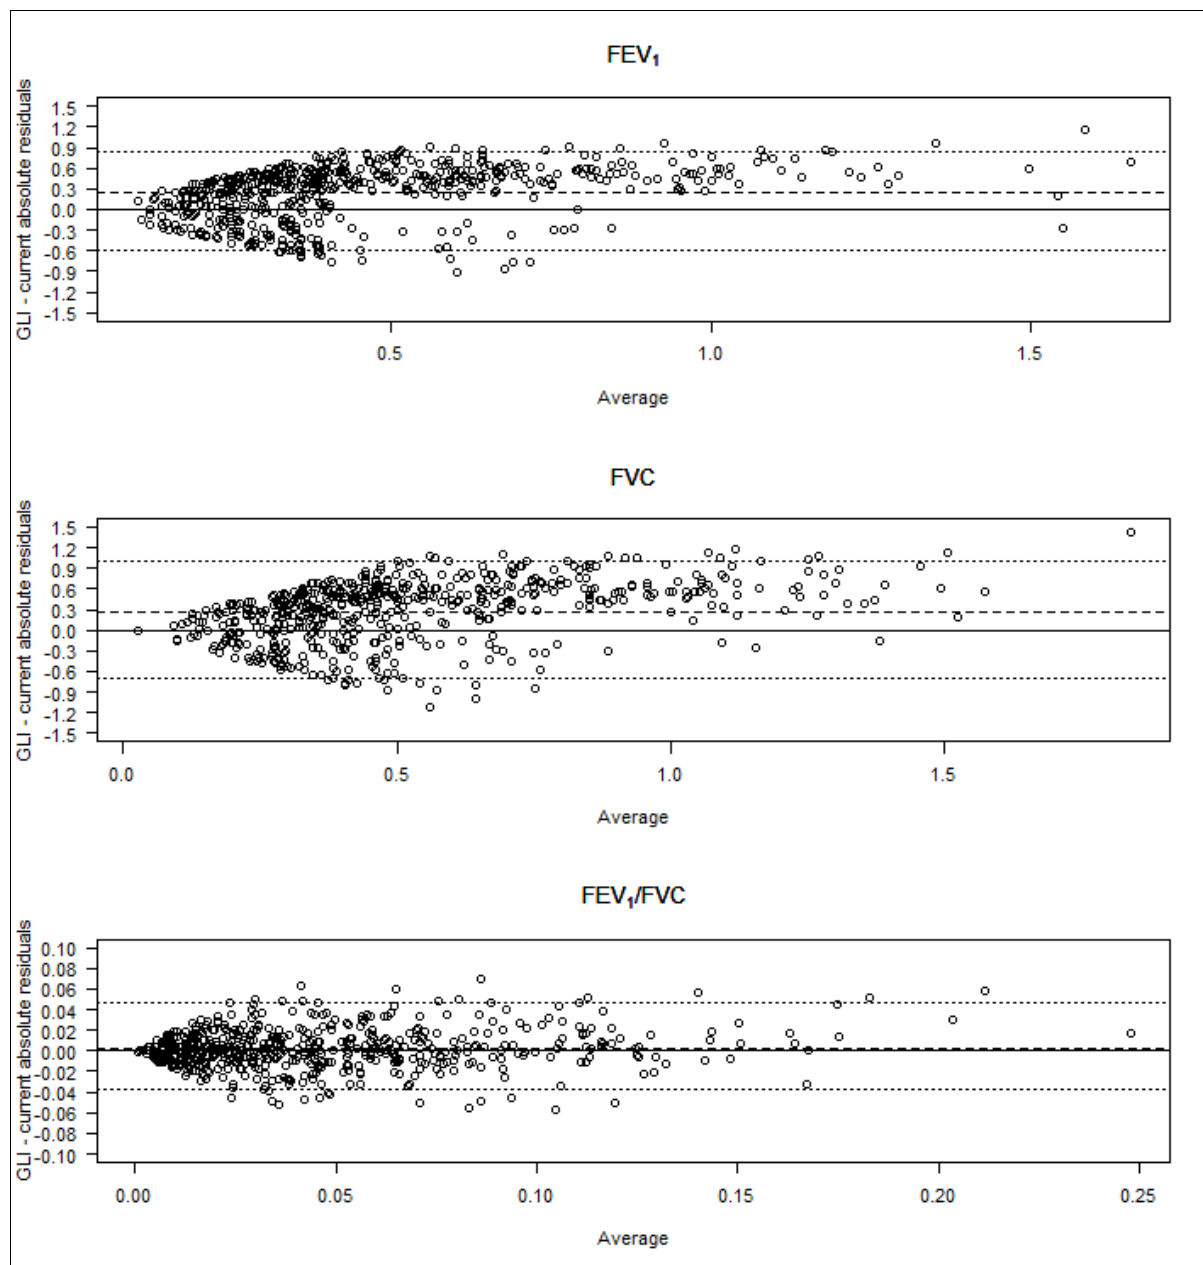 FEV₁
GLI - current absolute residuals
1.5
1.2
0.9
0.6
0.3
0.0
-0.3
-0.6
-0.9
-1.2
-1.5
0.5 1.0 1.5
Average
FVC
GLI - current absolute residuals
1.5
1.2
0.9
0.6
0.3
0.0
-0.3
-0.6
-0.9
-1.2
-1.5
0.0 0.5 1.0 1.5
Average
FEV₁/FVC
GLI - current absolute residuals
0.10
0.08
0.06
0.04
0.02
0.00
-0.02
-0.04
-0.06
-0.08
-0.10
0.00 0.05 0.10 0.15 0.20 0.25
Average